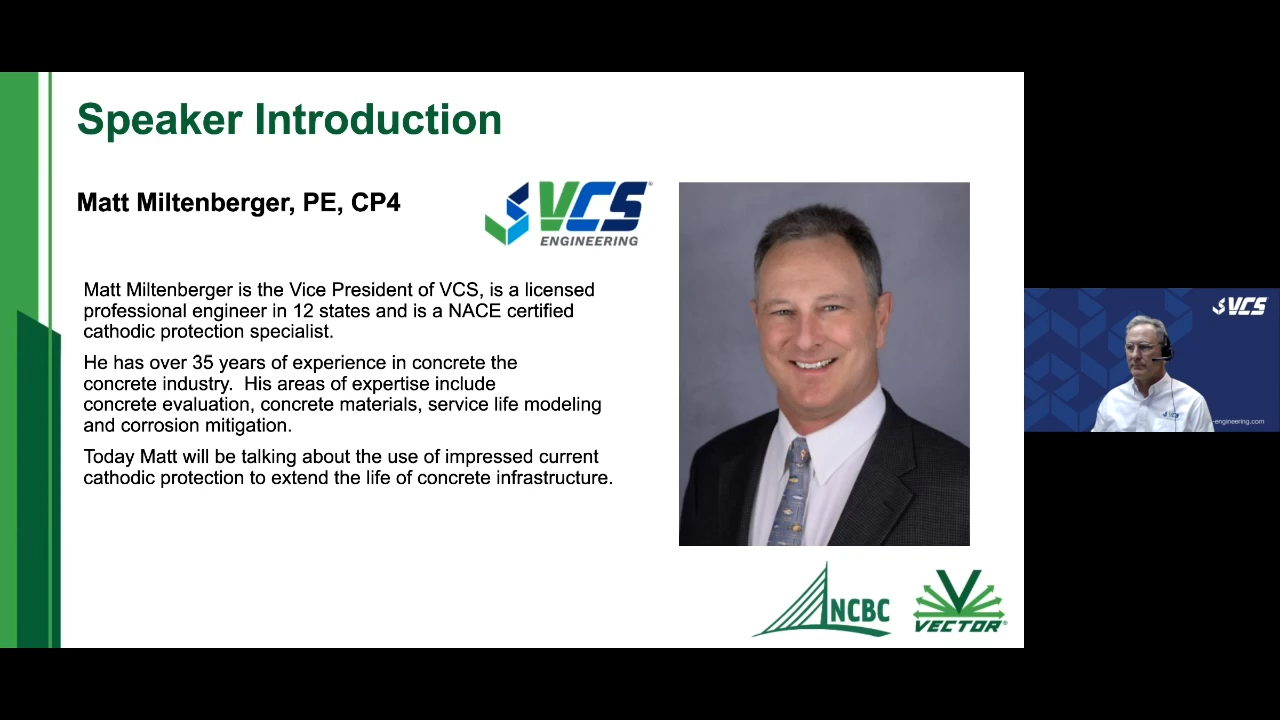 Speaker Introduction
Matt Miltenberger, PE, CP4
VCS®
ENGINEERING
Matt Miltenberger is the Vice President of VCS, is a licensed
professional engineer in 12 states and is a NACE certified
cathodic protection specialist.
He has over 35 years of experience in concrete the
concrete industry. His areas of expertise include
concrete evaluation, concrete materials, service life modeling
and corrosion mitigation.
Today Matt will be talking about the use of impressed current
cathodic protection to extend the life of concrete infrastructure.
NCBC
VECTOR®
VCS
-engineering.com